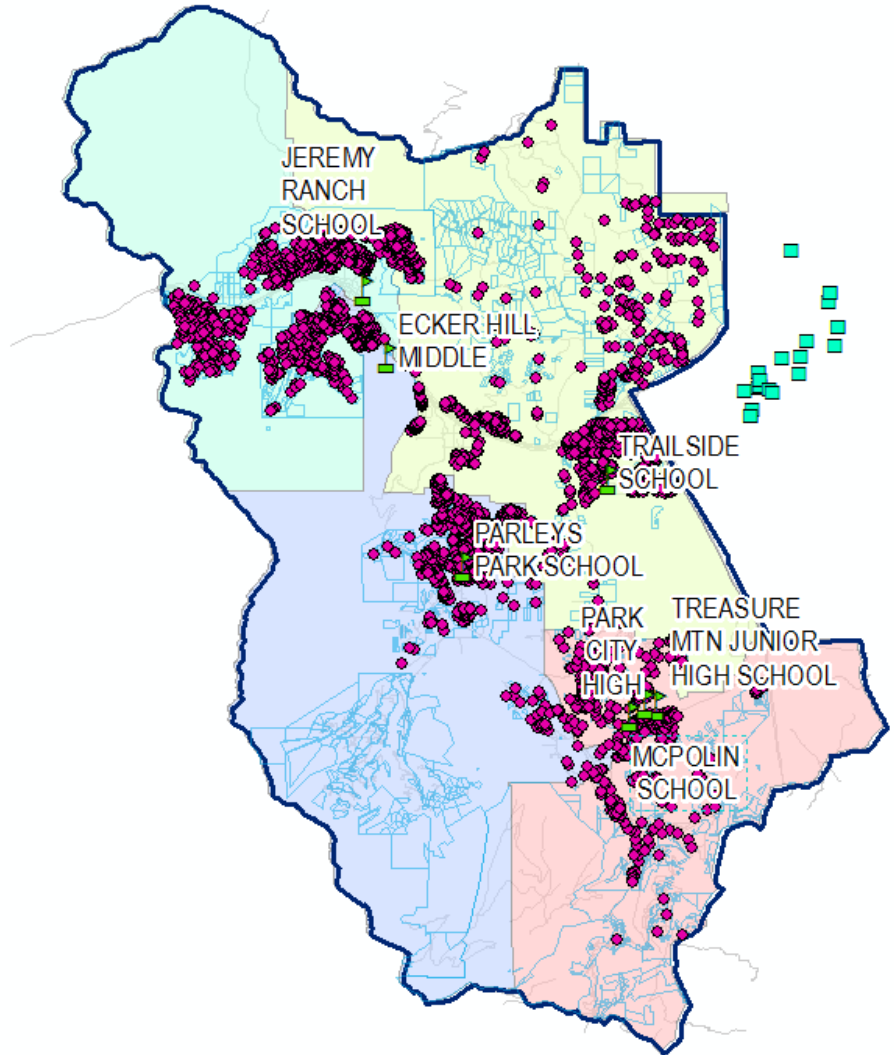 JEREMY
RANCH
SCHOOL
ECKER HILL
MIDDLE
TRAILSIDE
SCHOOL
PARLEYS
PARK SCHOOL
PARK
CITY
HIGH
TREASURE
MTN JUNIOR
HIGH SCHOOL
MCPOLIN
SCHOOL